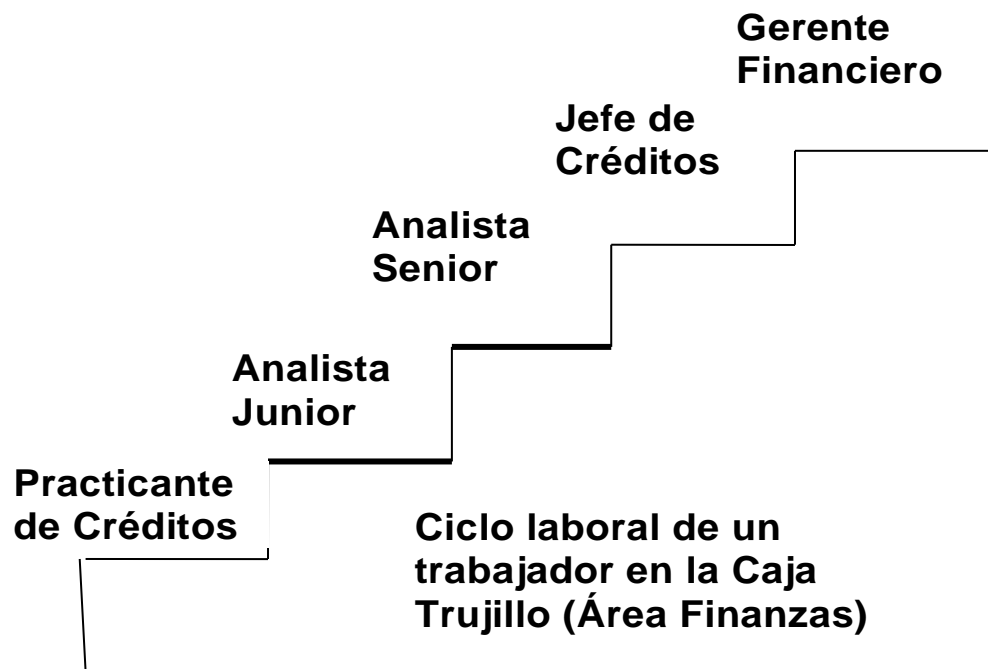 Gerente
Financiero
Jefe de
Créditos
Analista
Senior
Analista
Junior
Practicante
de Créditos
Ciclo laboral de un
trabajador en la Caja
Trujillo (Área Finanzas)